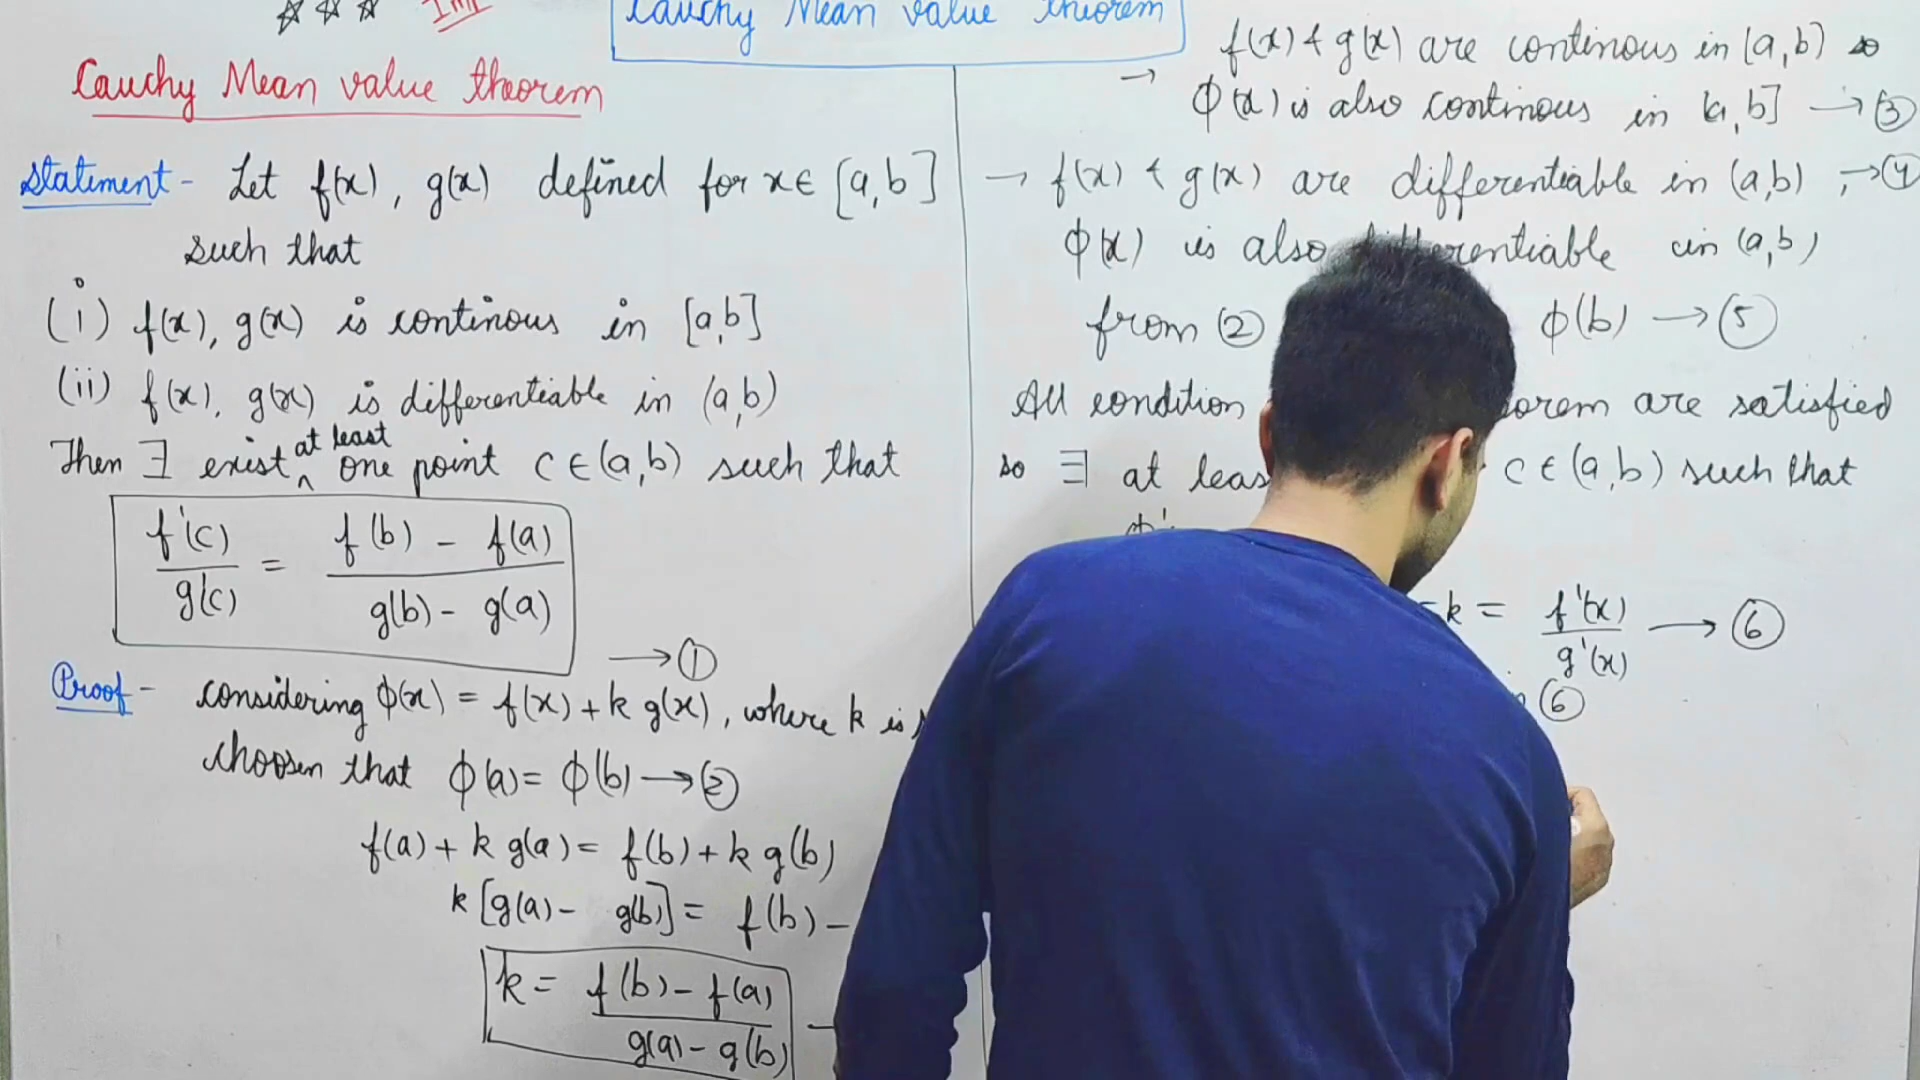 ☆ ☆ ☆ Imp
Cauchy Mean value theorem
Cauchy Mean value theorem
Statement - Let f(x), g(x) defined for x ∈ [a, b]
such that
(i) f(x), g(x) is continous in [a,b]
(ii) f(x), g(x) is differentiable in (a,b)
Then ∃ exist at least one point c ∈ (a,b) such that
f'(c)/g'(c) = f(b) - f(a)/g(b) - g(a)
→ ①
Proof - considering ϕ(x) = f(x) + k g(x), where k is
choosen that ϕ(a) = ϕ(b) → ②
f(a) + k g(a) = f(b) + k g(b)
k [g(a) - g(b)] = f(b) -
k = f(b) - f(a)/g(a) - g(b)
→ f(x) & g(x) are continous in [a,b) so
ϕ(x) is also continous in [a,b] → ③
→ f(x) & g(x) are differentiable in (a,b), → ④
ϕ(x) is also differentiable in (a,b)
from ② ϕ(b) → ⑤
All condition are satisfied
so ∃ at c ∈ (a,b) such that
-k = f'(x)/g'(x) → ⑥
⑥